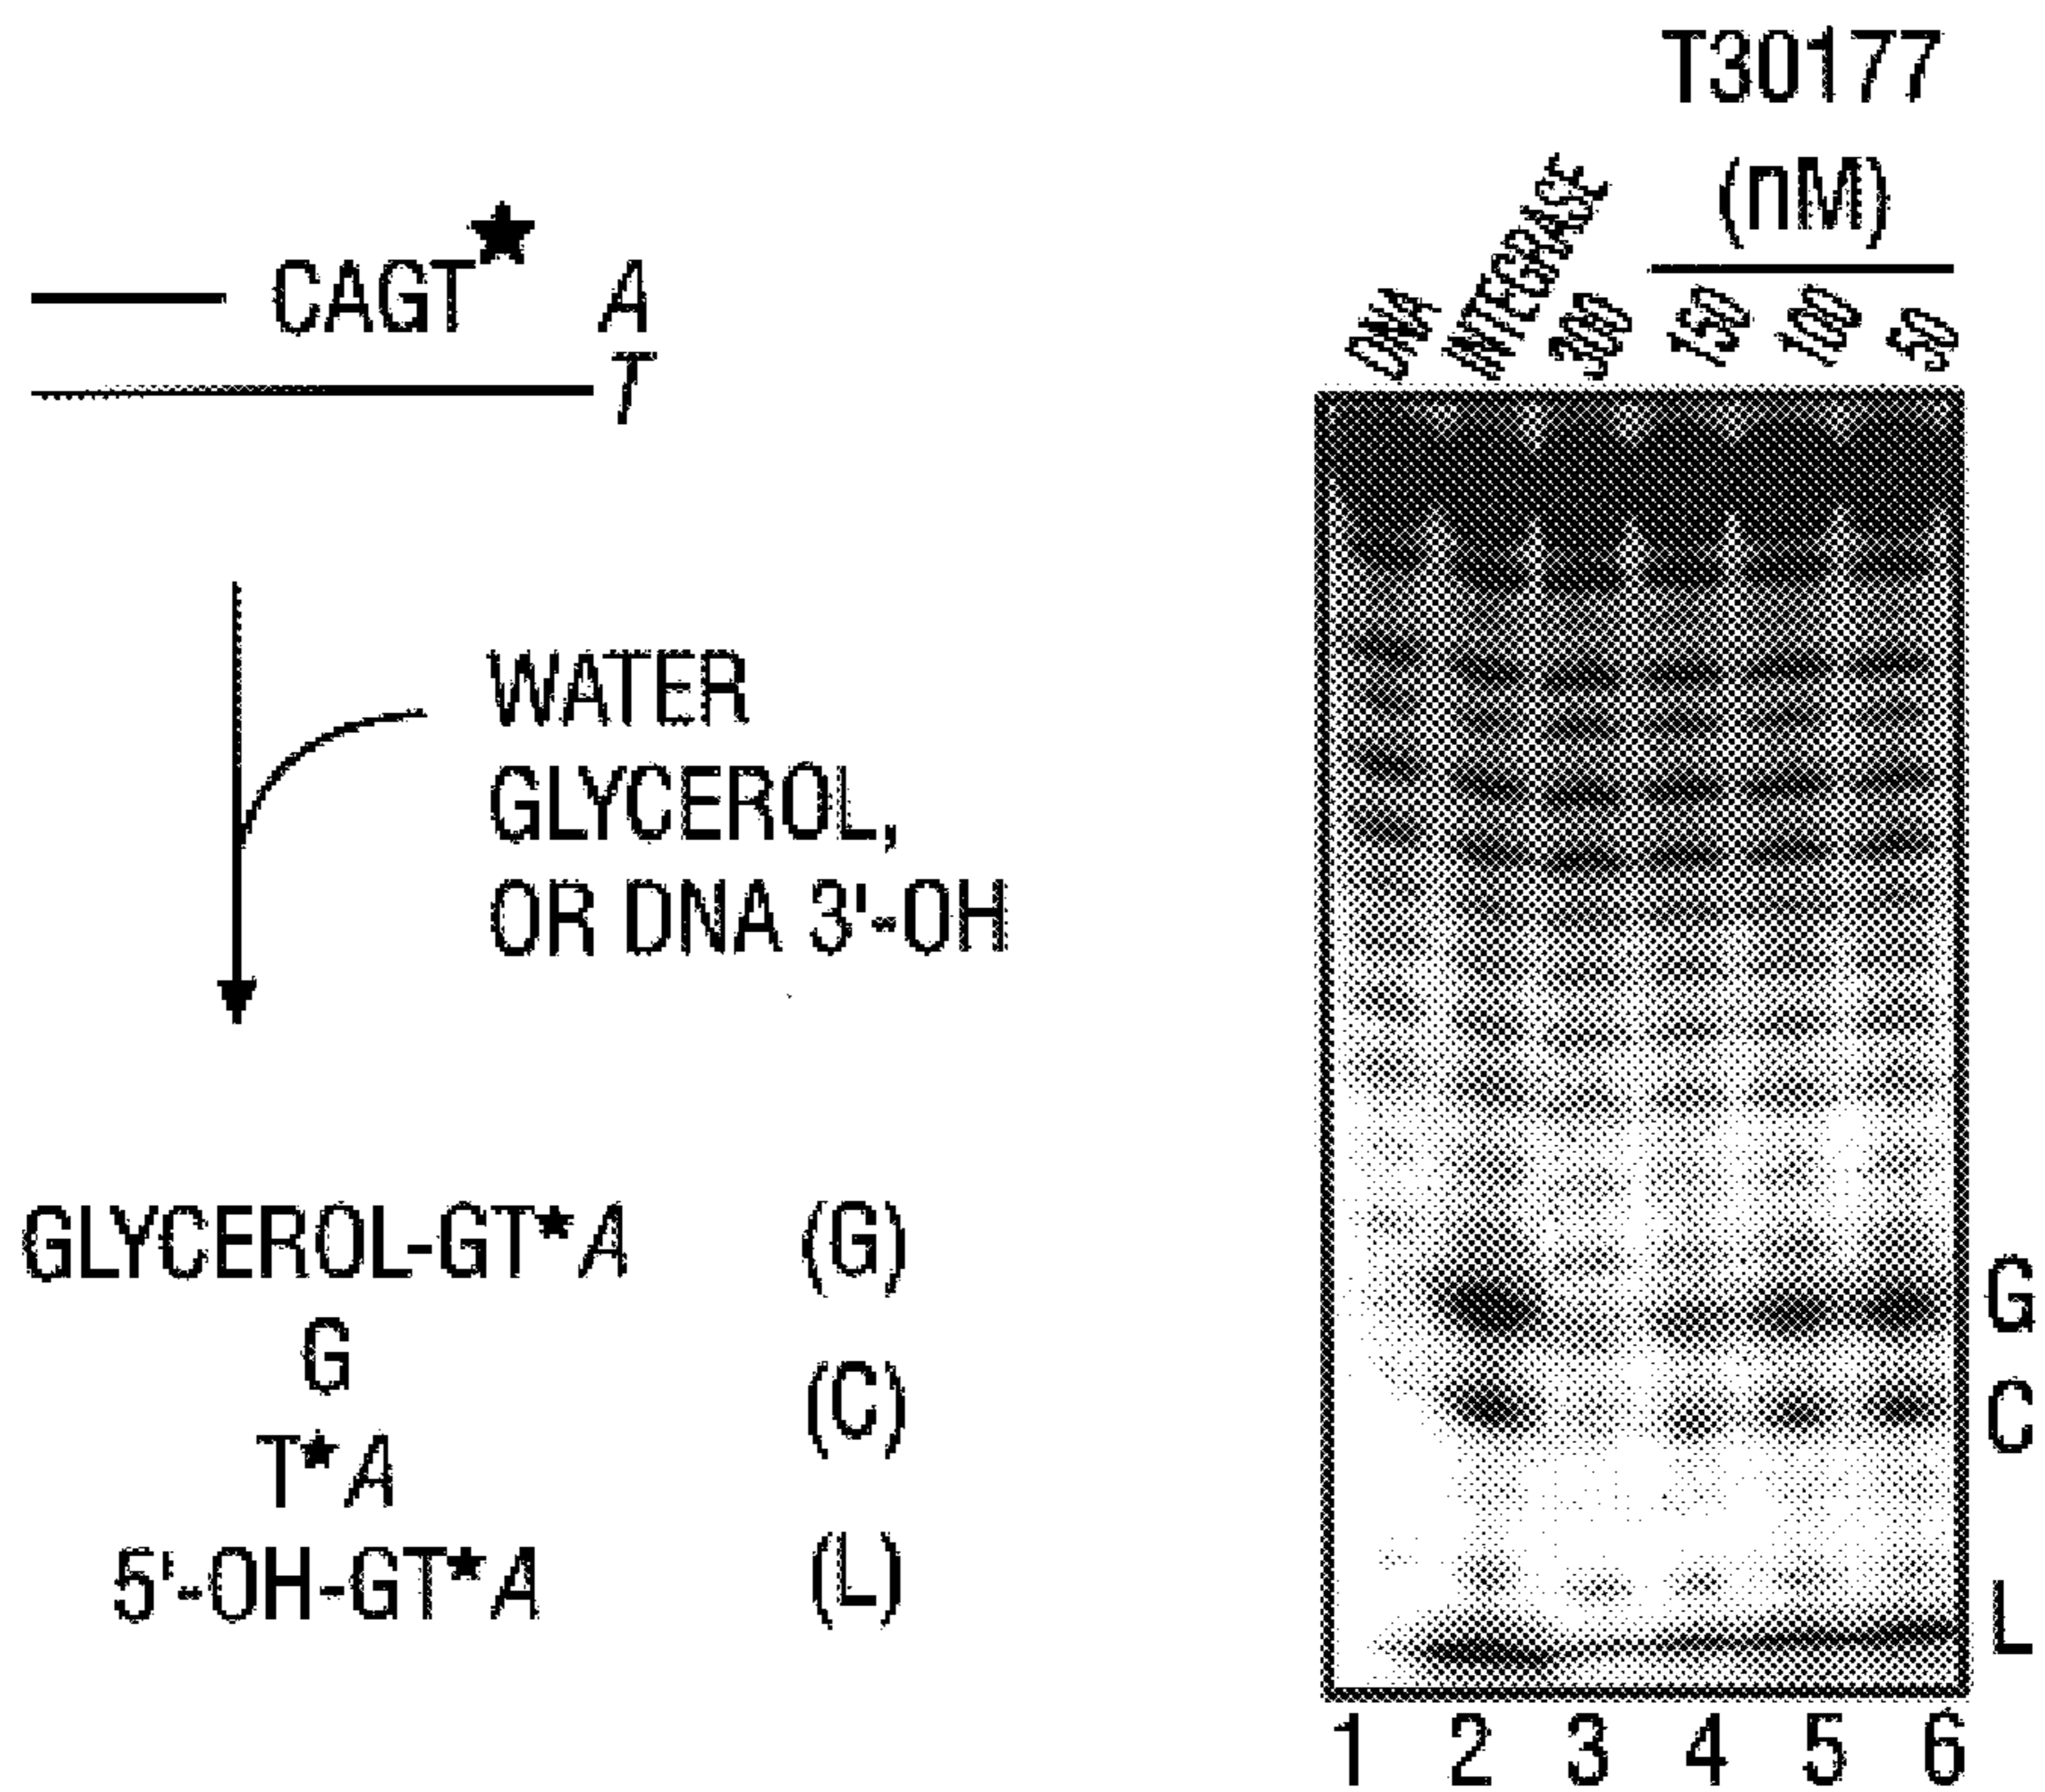 CAGT★ A
T
WATER
GLYCEROL,
OR DNA 3'-OH
GLYCEROL-GT★A (G)
G
T★A (C)
5'-OH-GT★A (L)
T30177
(nM)
DNA INTEGRASE 300 150 100 50
G
C
L
1 2 3 4 5 6